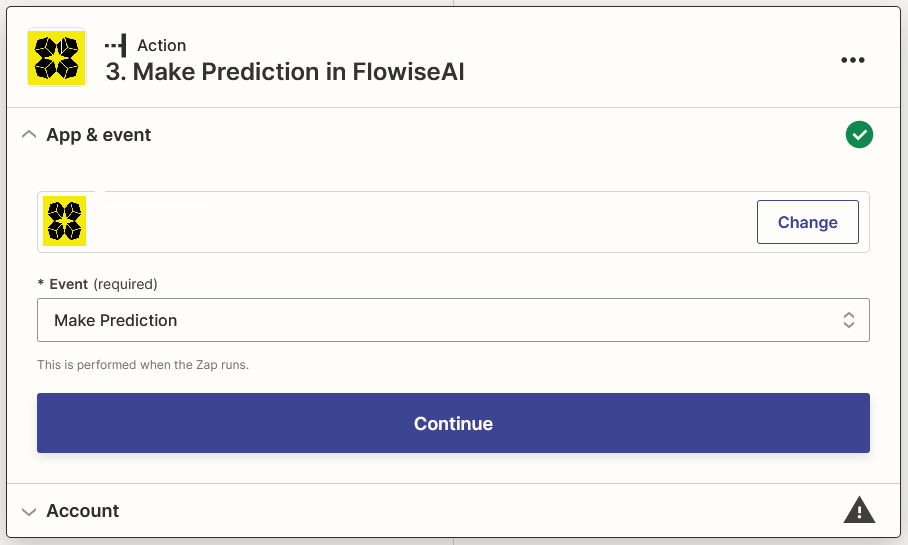 Action
3. Make Prediction in FlowiseAI
App & event
Change
* Event (required)
Make Prediction
This is performed when the Zap runs.
Continue
Account